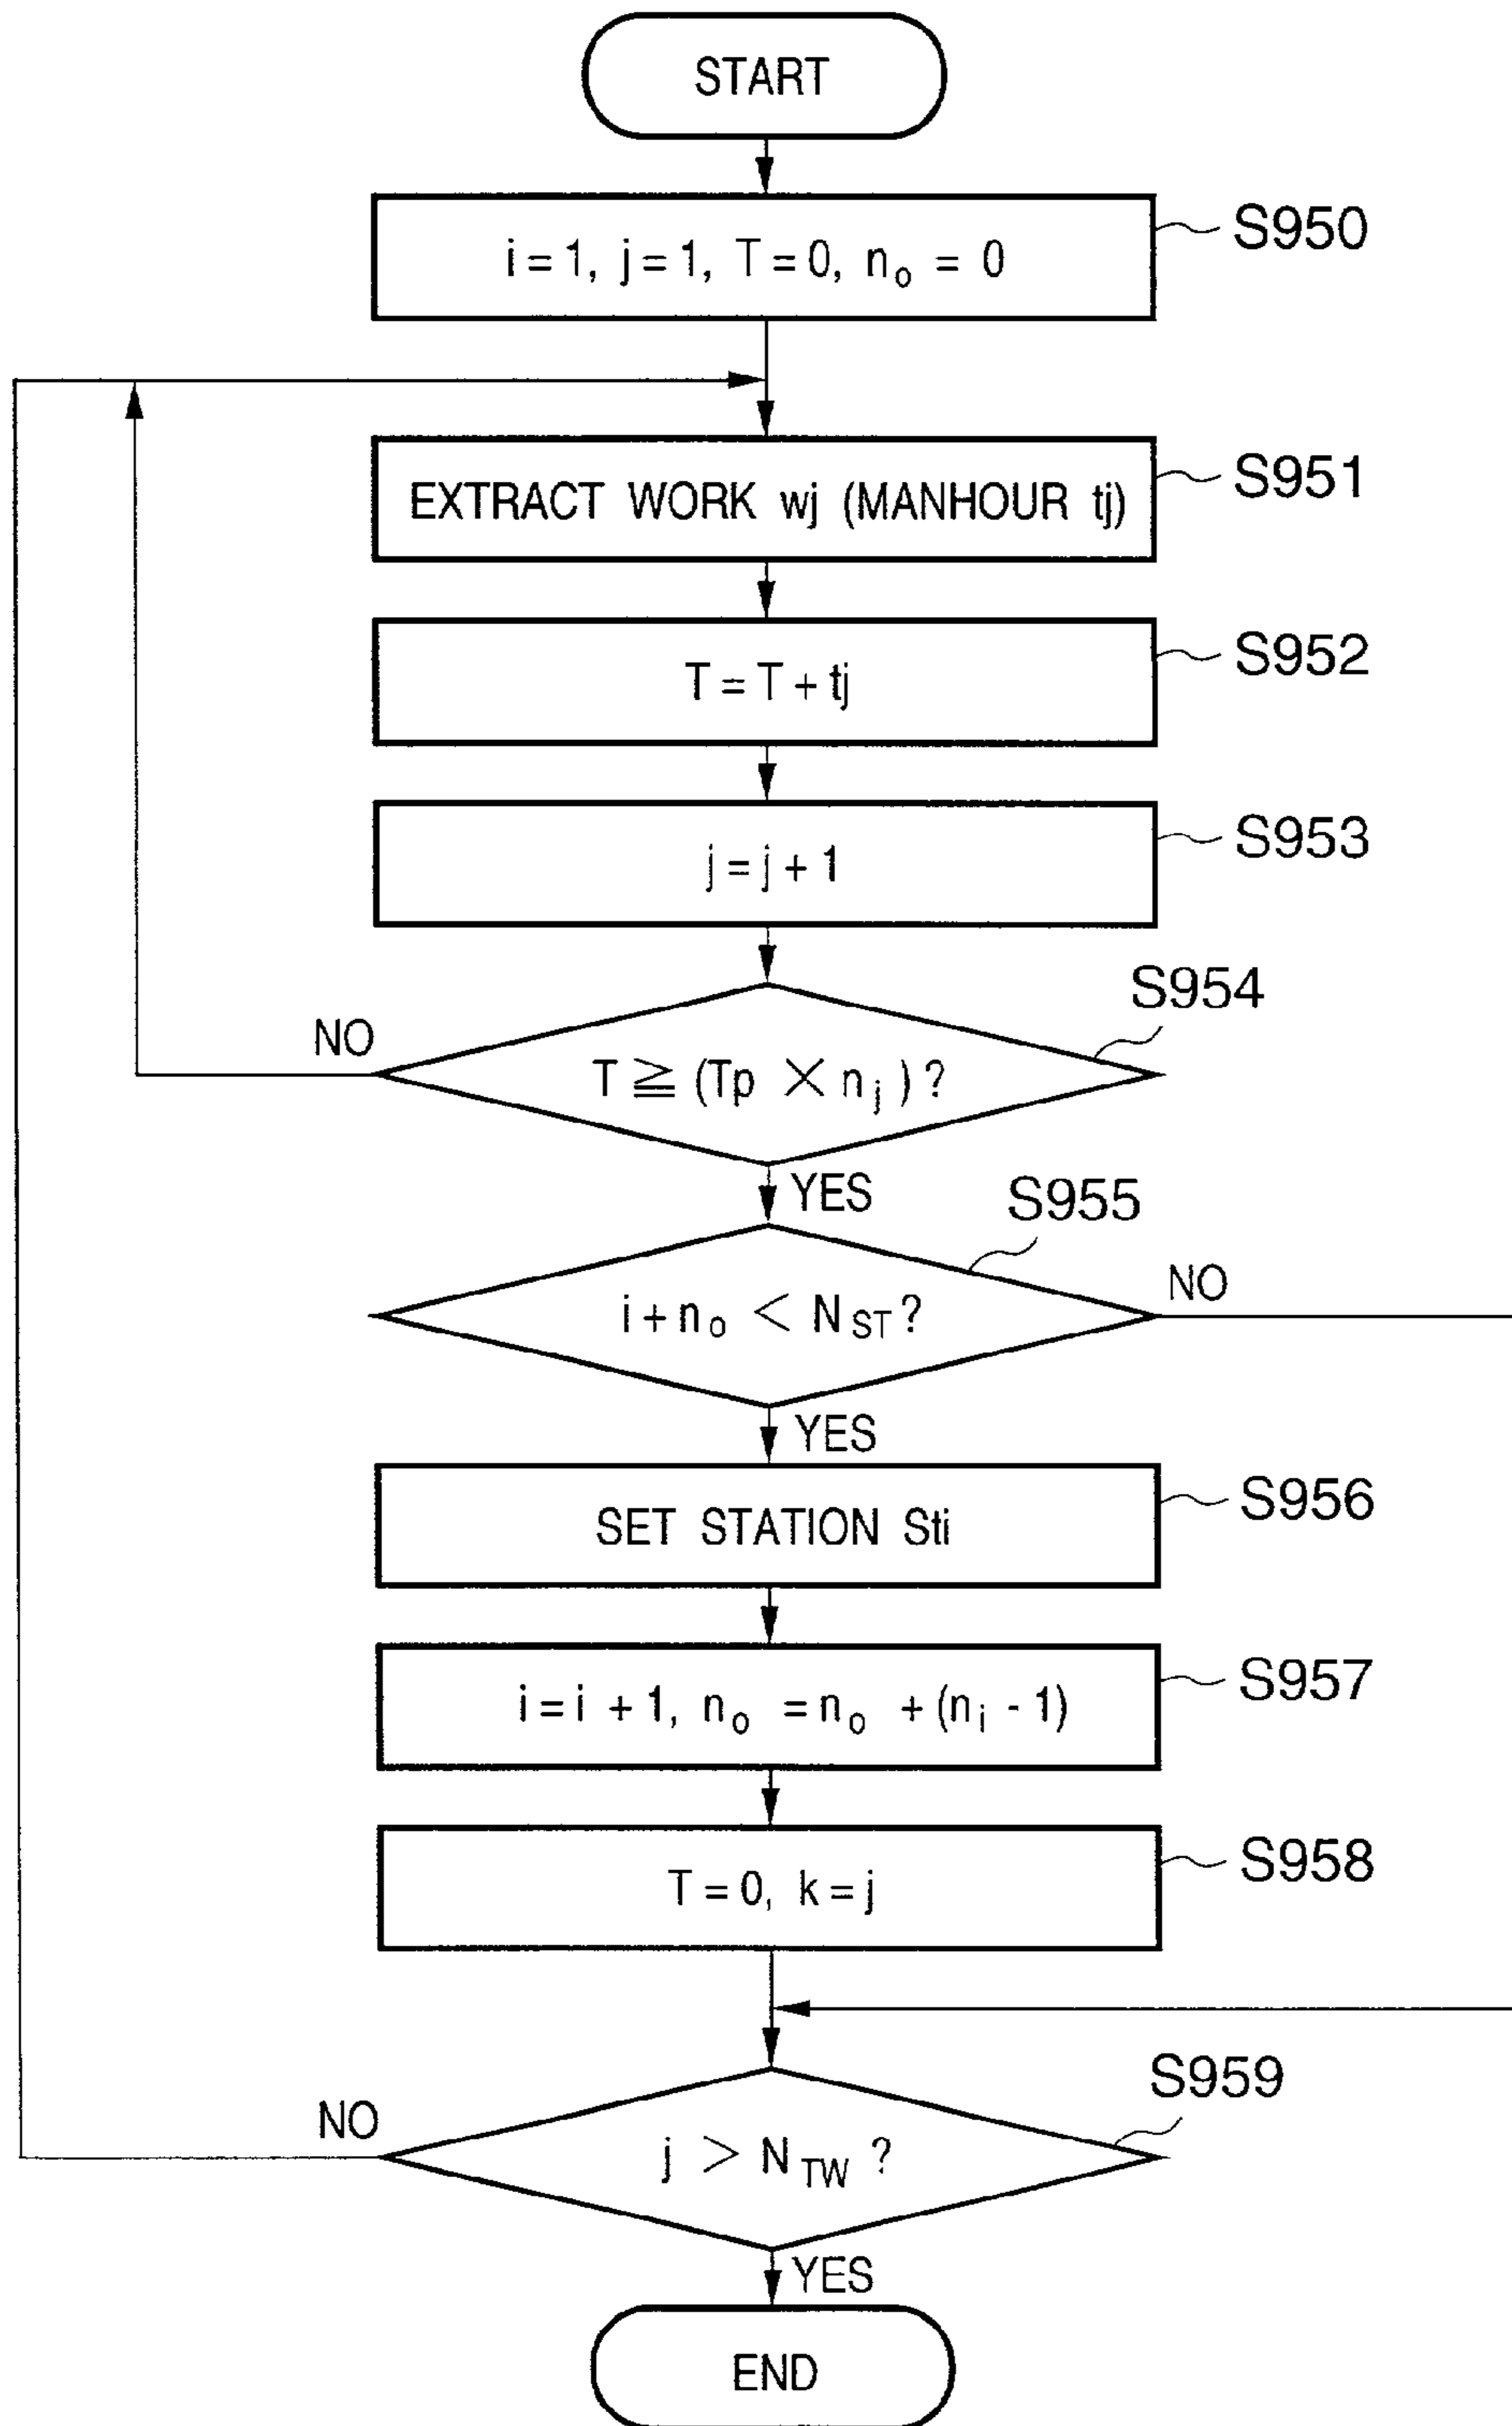 START
i = 1, j = 1, T = 0, n₀ = 0
S950
EXTRACT WORK wj (MANHOUR tj)
S951
T = T + tj
S952
j = j + 1
S953
S954
NO
T ≧ (Tp × nⱼ) ?
YES
S955
NO
i + n₀ < N_ST ?
YES
SET STATION Sti
S956
i = i + 1, n₀ = n₀ + (nᵢ - 1)
S957
T = 0, k = j
S958
S959
NO
j > N_TW ?
YES
END